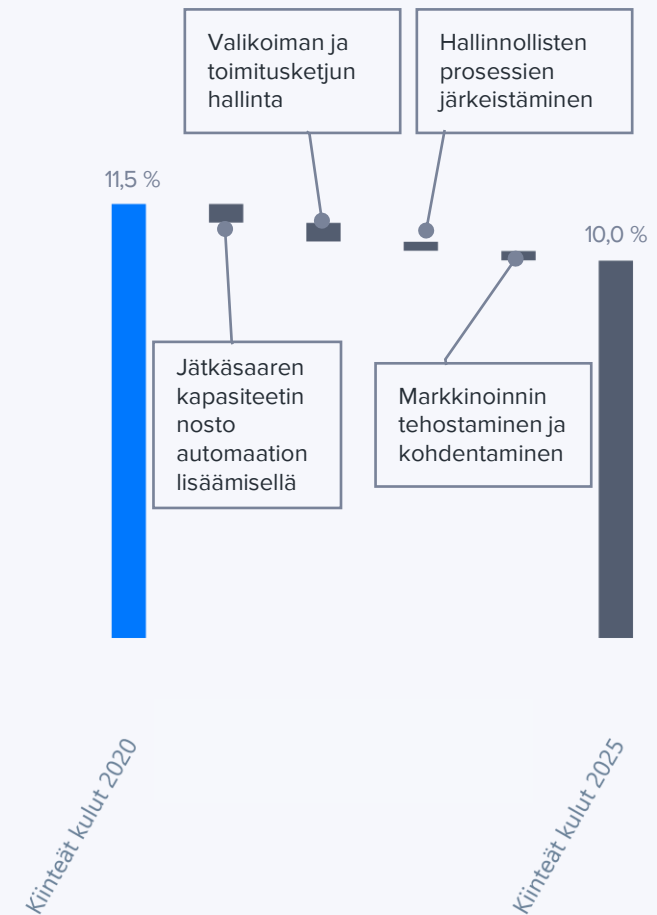 Valikoiman ja
toimitusketjun
hallinta
Hallinnollisten
prosessien
järkeistäminen
11,5 %
10,0 %
Jätkäsaaren
kapasiteetin
nosto
automaation
lisäämisellä
Markkinoinnin
tehostaminen ja
kohdentaminen
Kiinteät kulut 2020
Kiinteät kulut 2025